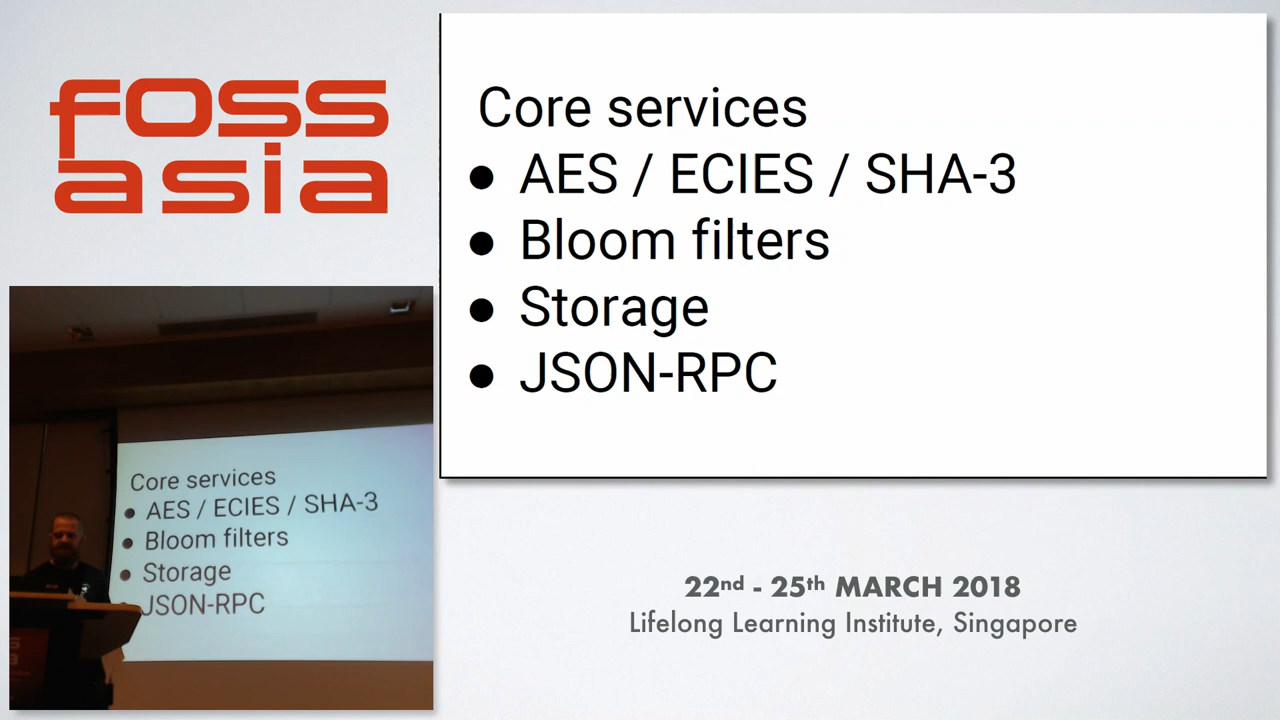 foss
asia
Core services
● AES / ECIES / SHA-3
● Bloom filters
● Storage
● JSON-RPC
Core services
● AES / ECIES / SHA-3
● Bloom filters
● Storage
● JSON-RPC
22nd - 25th MARCH 2018
Lifelong Learning Institute, Singapore